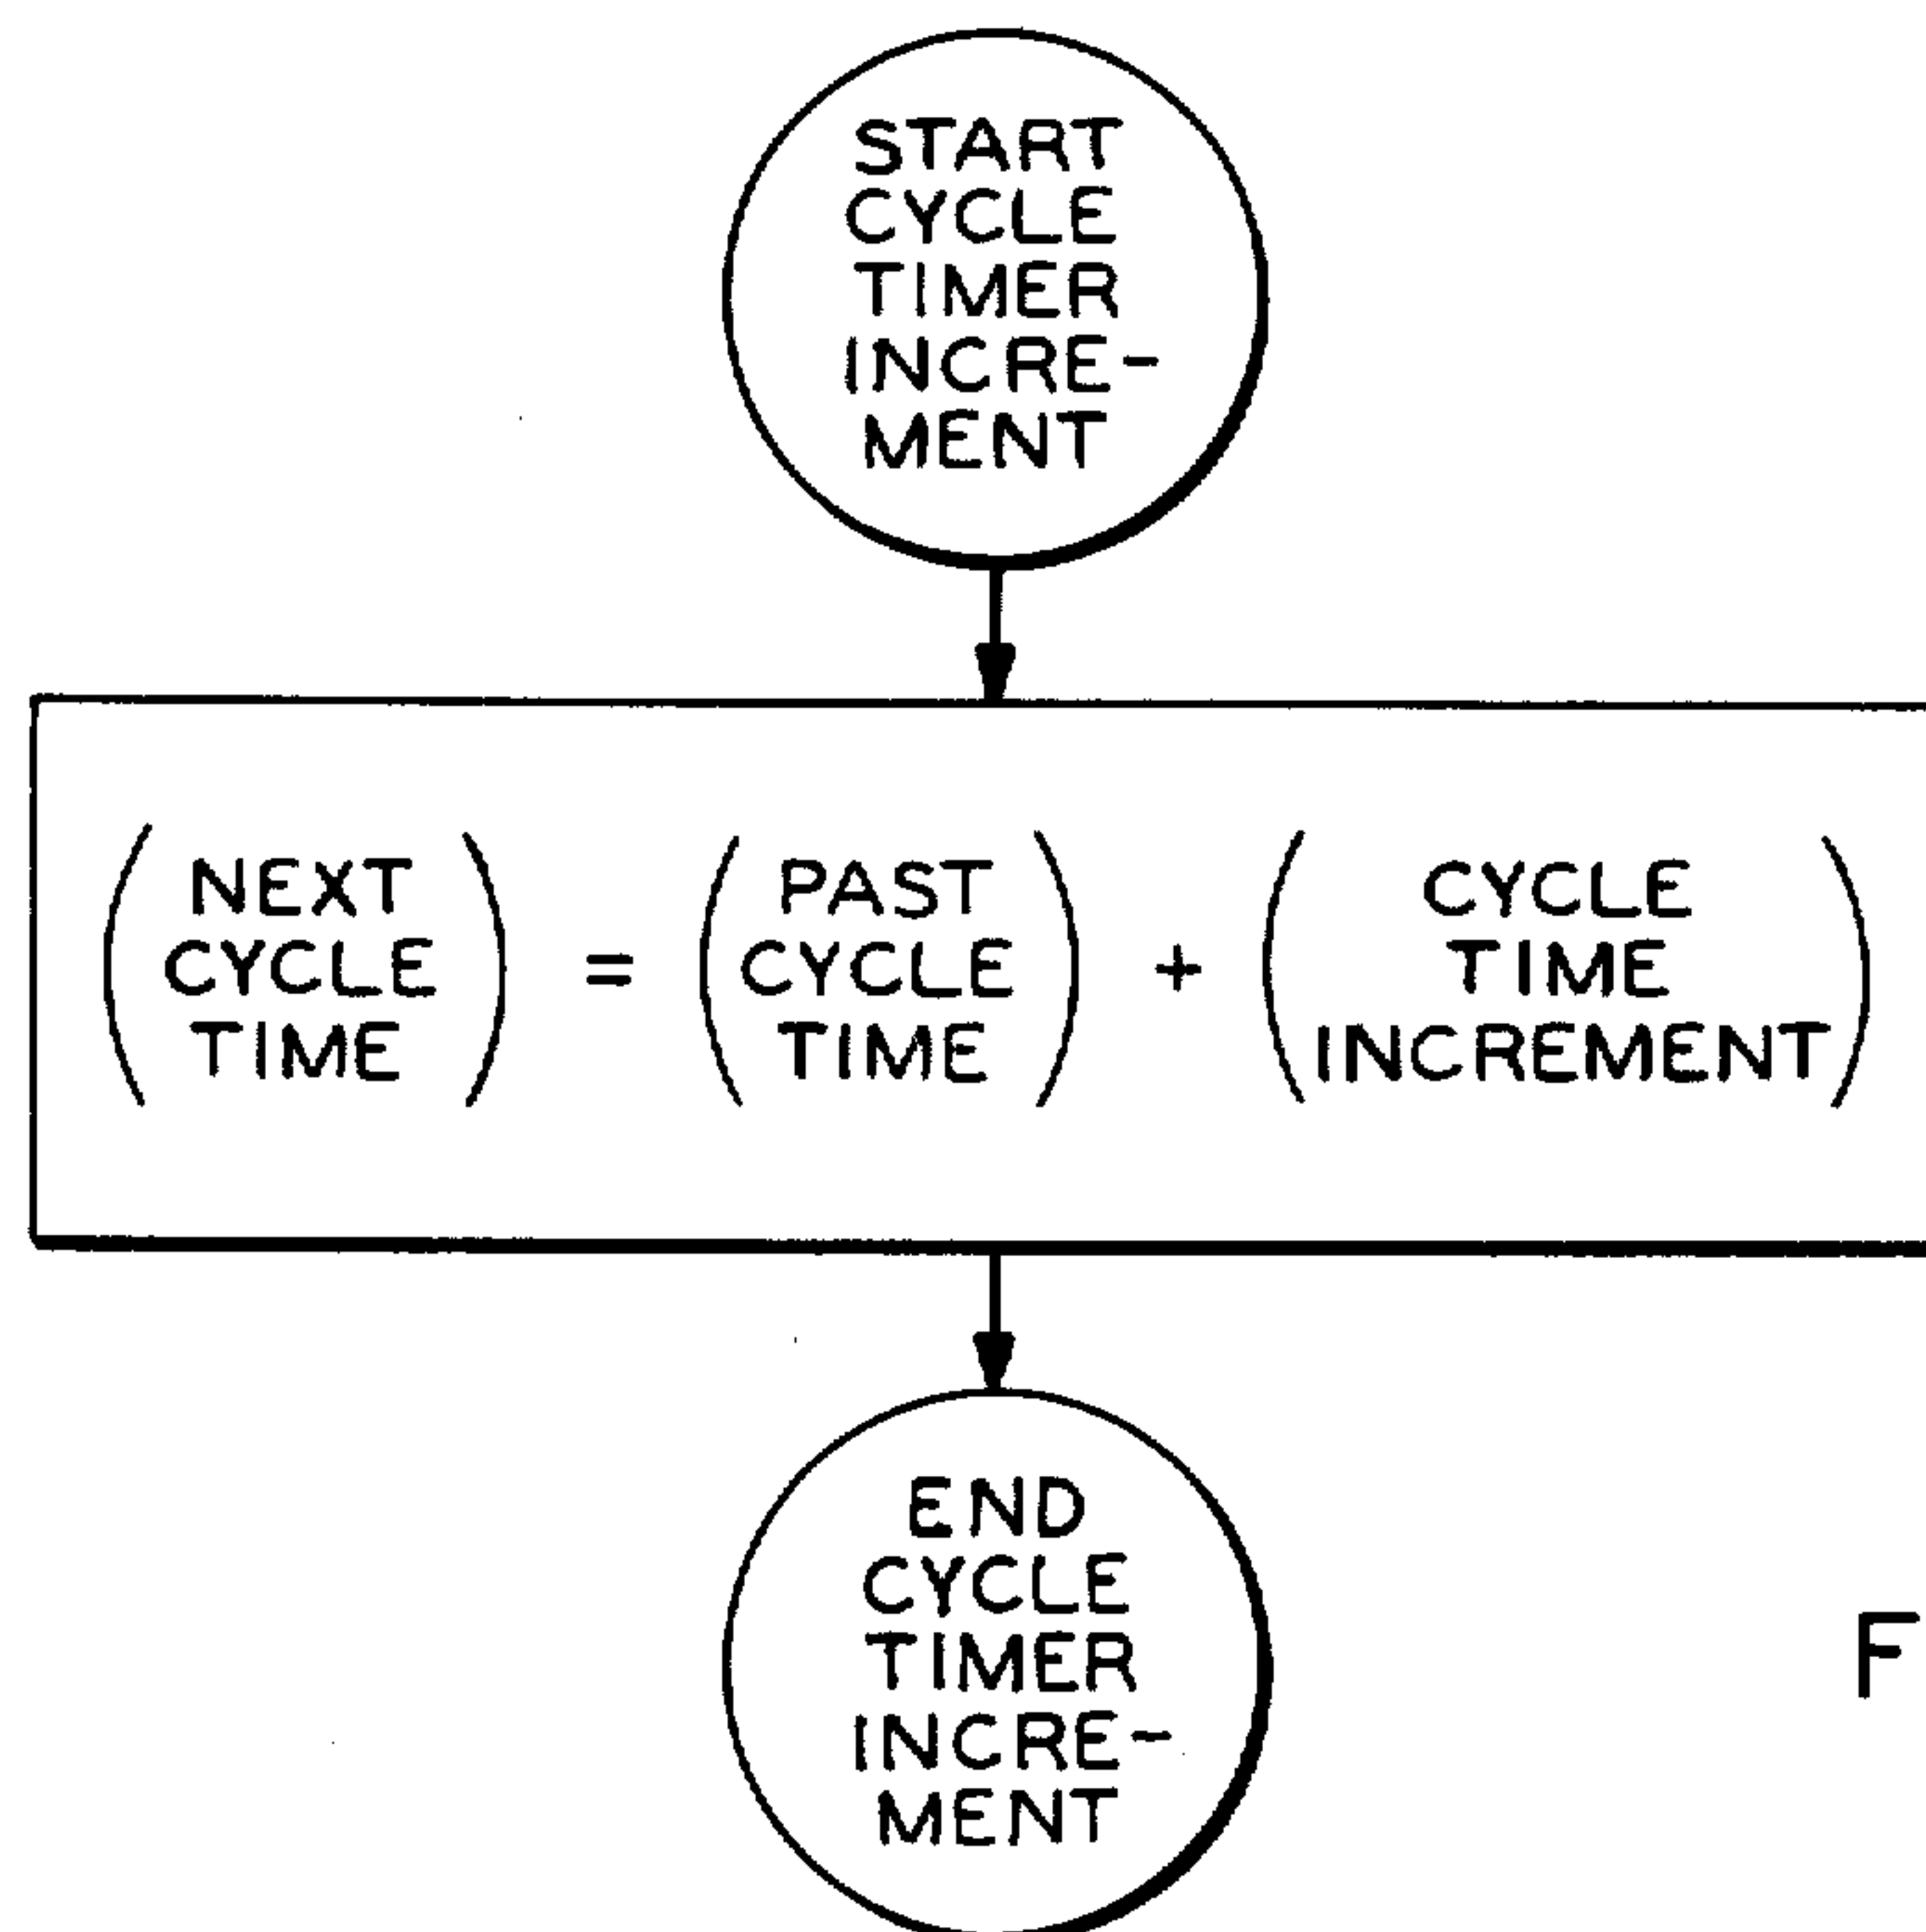 START
CYCLE
TIMER
INCRE-
MENT
(NEXT CYCLE TIME) = (PAST CYCLE TIME) + (CYCLE TIME INCREMENT)
END
CYCLE
TIMER
INCRE-
MENT
F